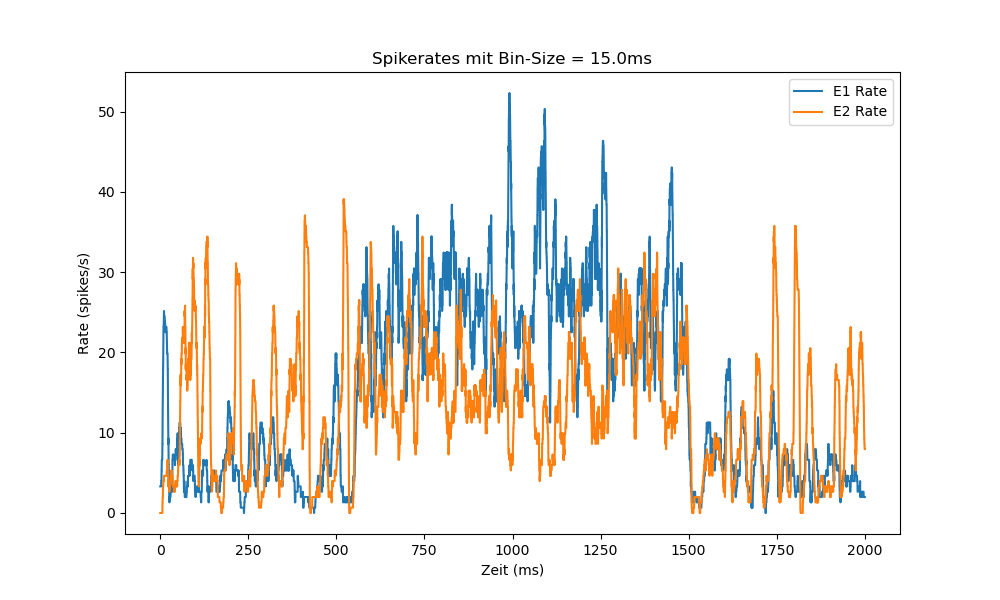 Spikerates mit Bin-Size = 15.0ms
E1 Rate
E2 Rate
50
40
30
20
10
0
Rate (spikes/s)
0 250 500 750 1000 1250 1500 1750 2000
Zeit (ms)